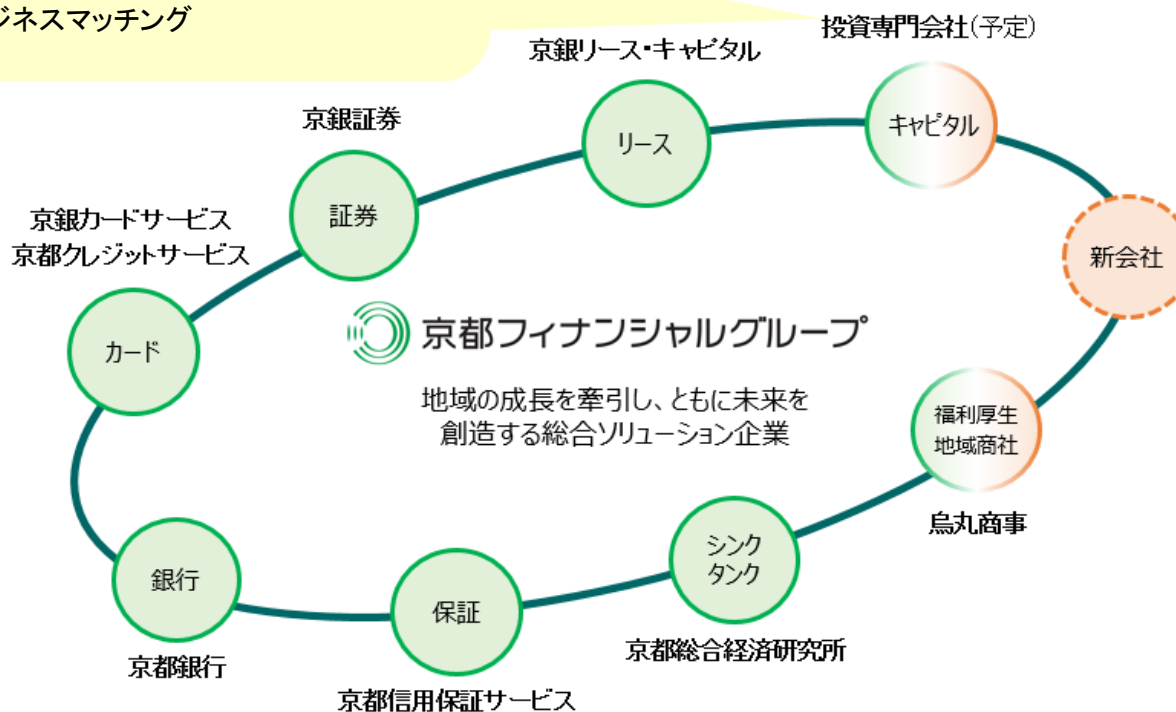 ジネスマッチング
投資専門会社(予定)
京銀リース・キャピタル
キャピタル
京銀証券
リース
証券
京銀カードサービス
京都クレジットサービス
新会社
京都フィナンシャルグループ
カード
地域の成長を牽引し、ともに未来を
創造する総合ソリューション企業
福利厚生
地域商社
烏丸商事
シンク
タンク
銀行
保証
京都総合経済研究所
京都銀行
京都信用保証サービス